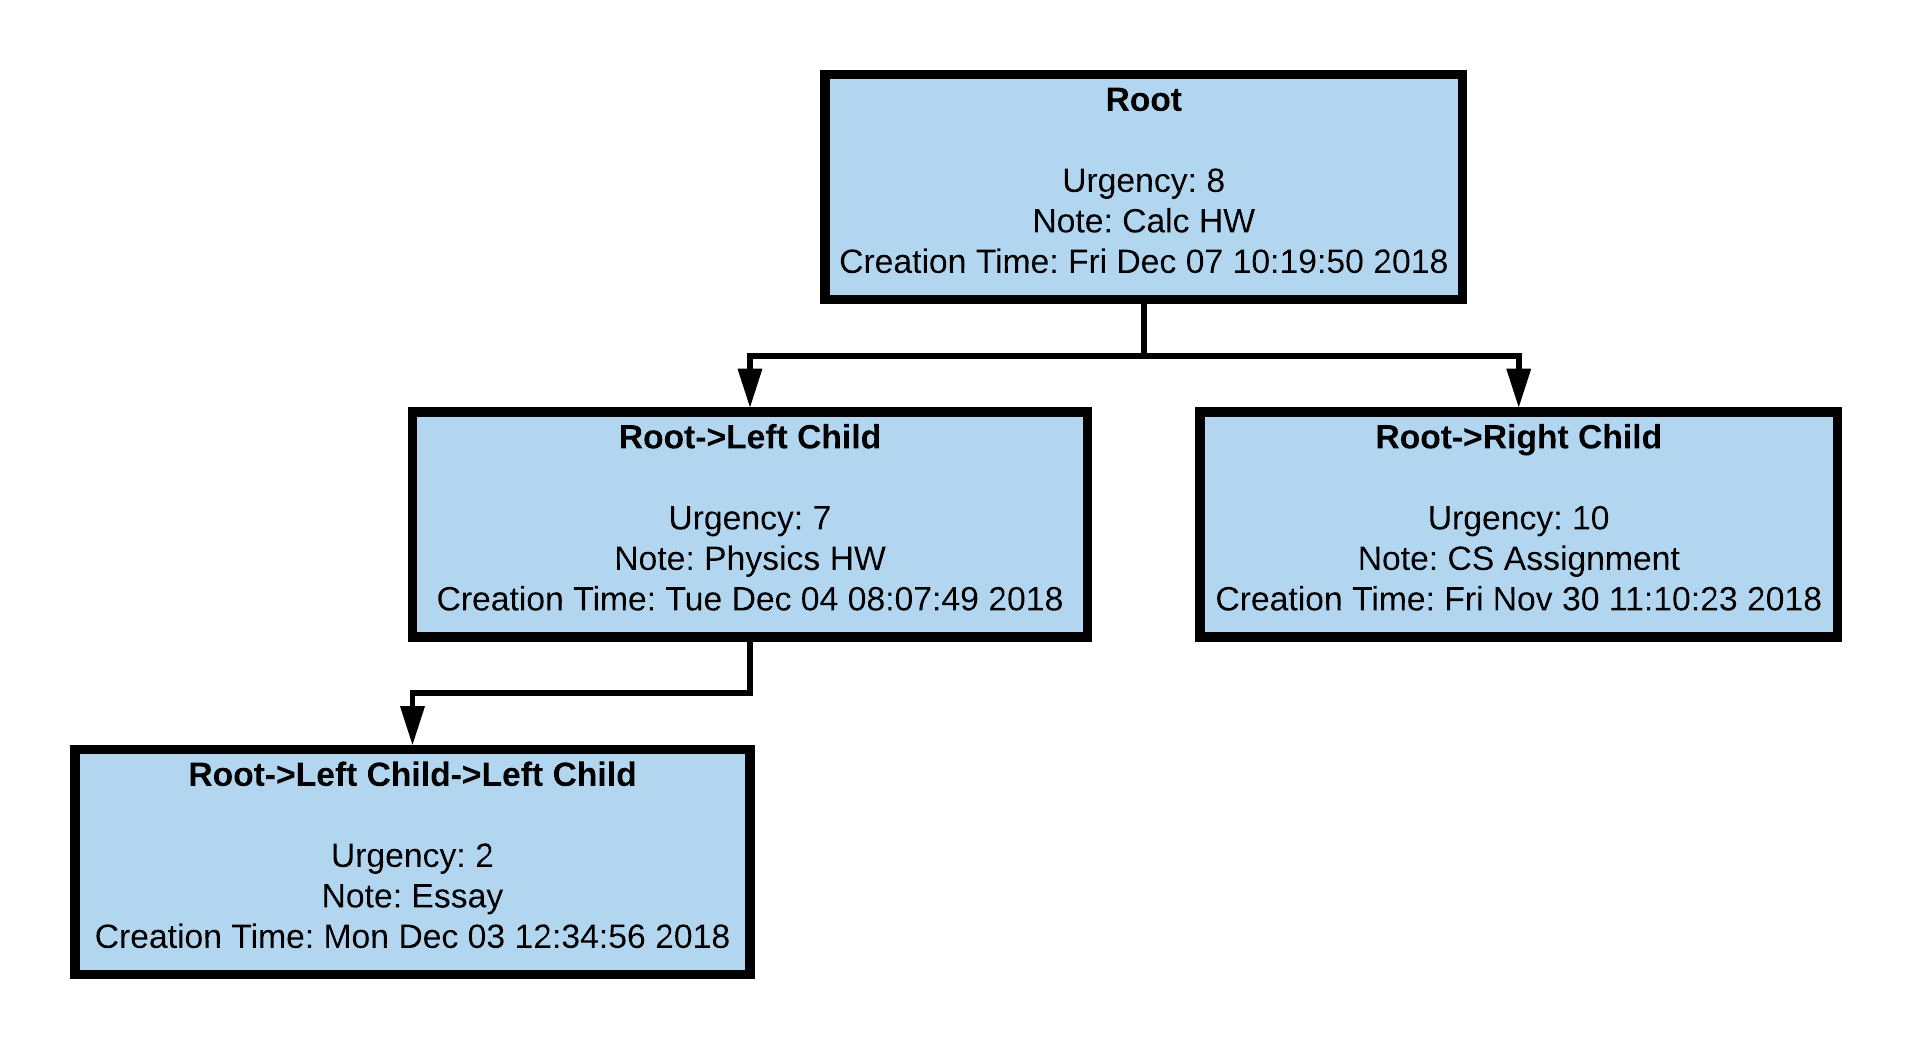 Root
Urgency: 8
Note: Calc HW
Creation Time: Fri Dec 07 10:19:50 2018
Root->Left Child
Urgency: 7
Note: Physics HW
Creation Time: Tue Dec 04 08:07:49 2018
Root->Right Child
Urgency: 10
Note: CS Assignment
Creation Time: Fri Nov 30 11:10:23 2018
Root->Left Child->Left Child
Urgency: 2
Note: Essay
Creation Time: Mon Dec 03 12:34:56 2018